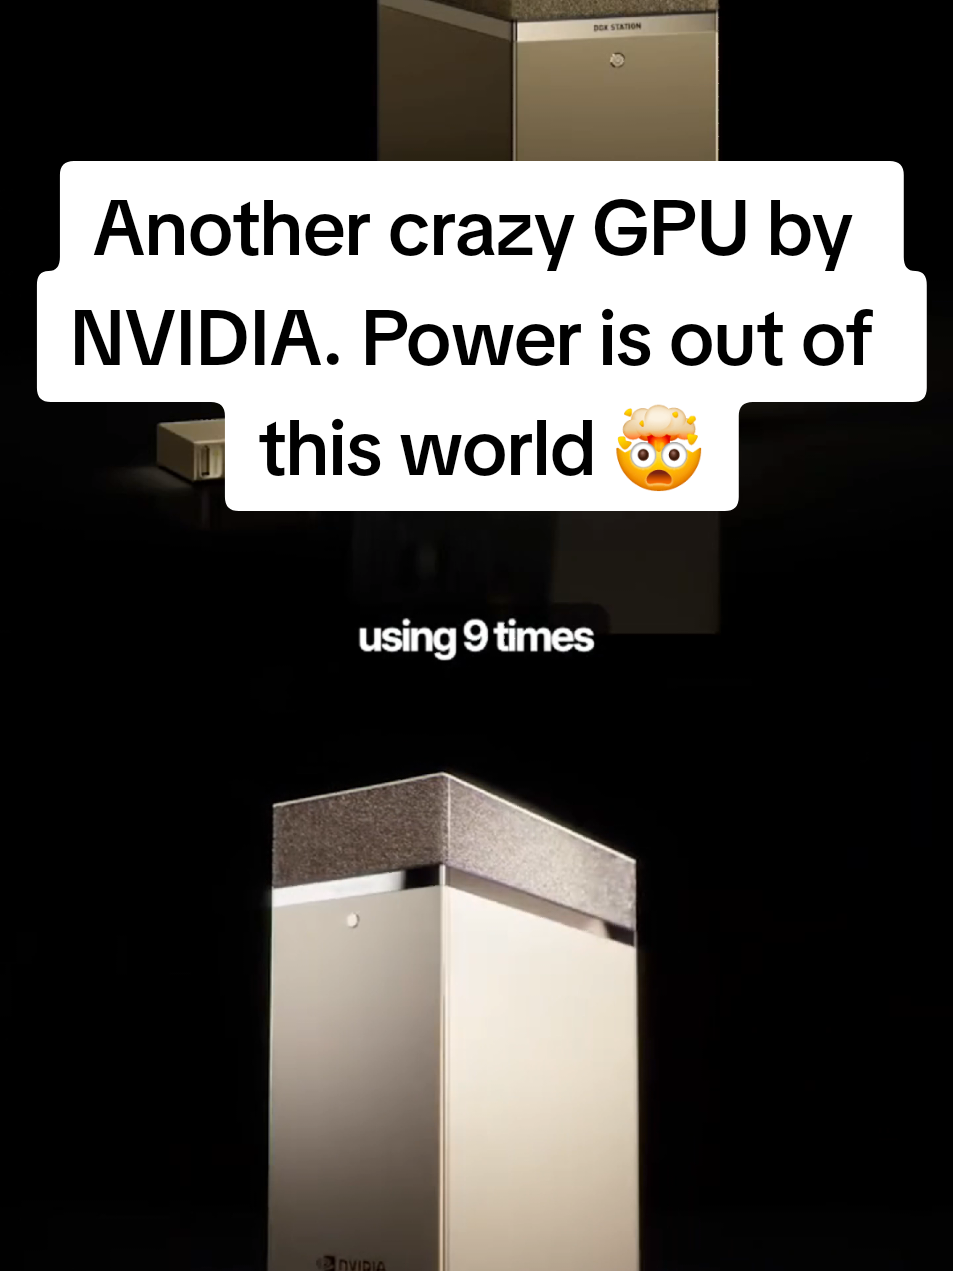 DGX STATION
Another crazy GPU by
NVIDIA. Power is out of
this world 🤯
using 9 times
NVIDIA